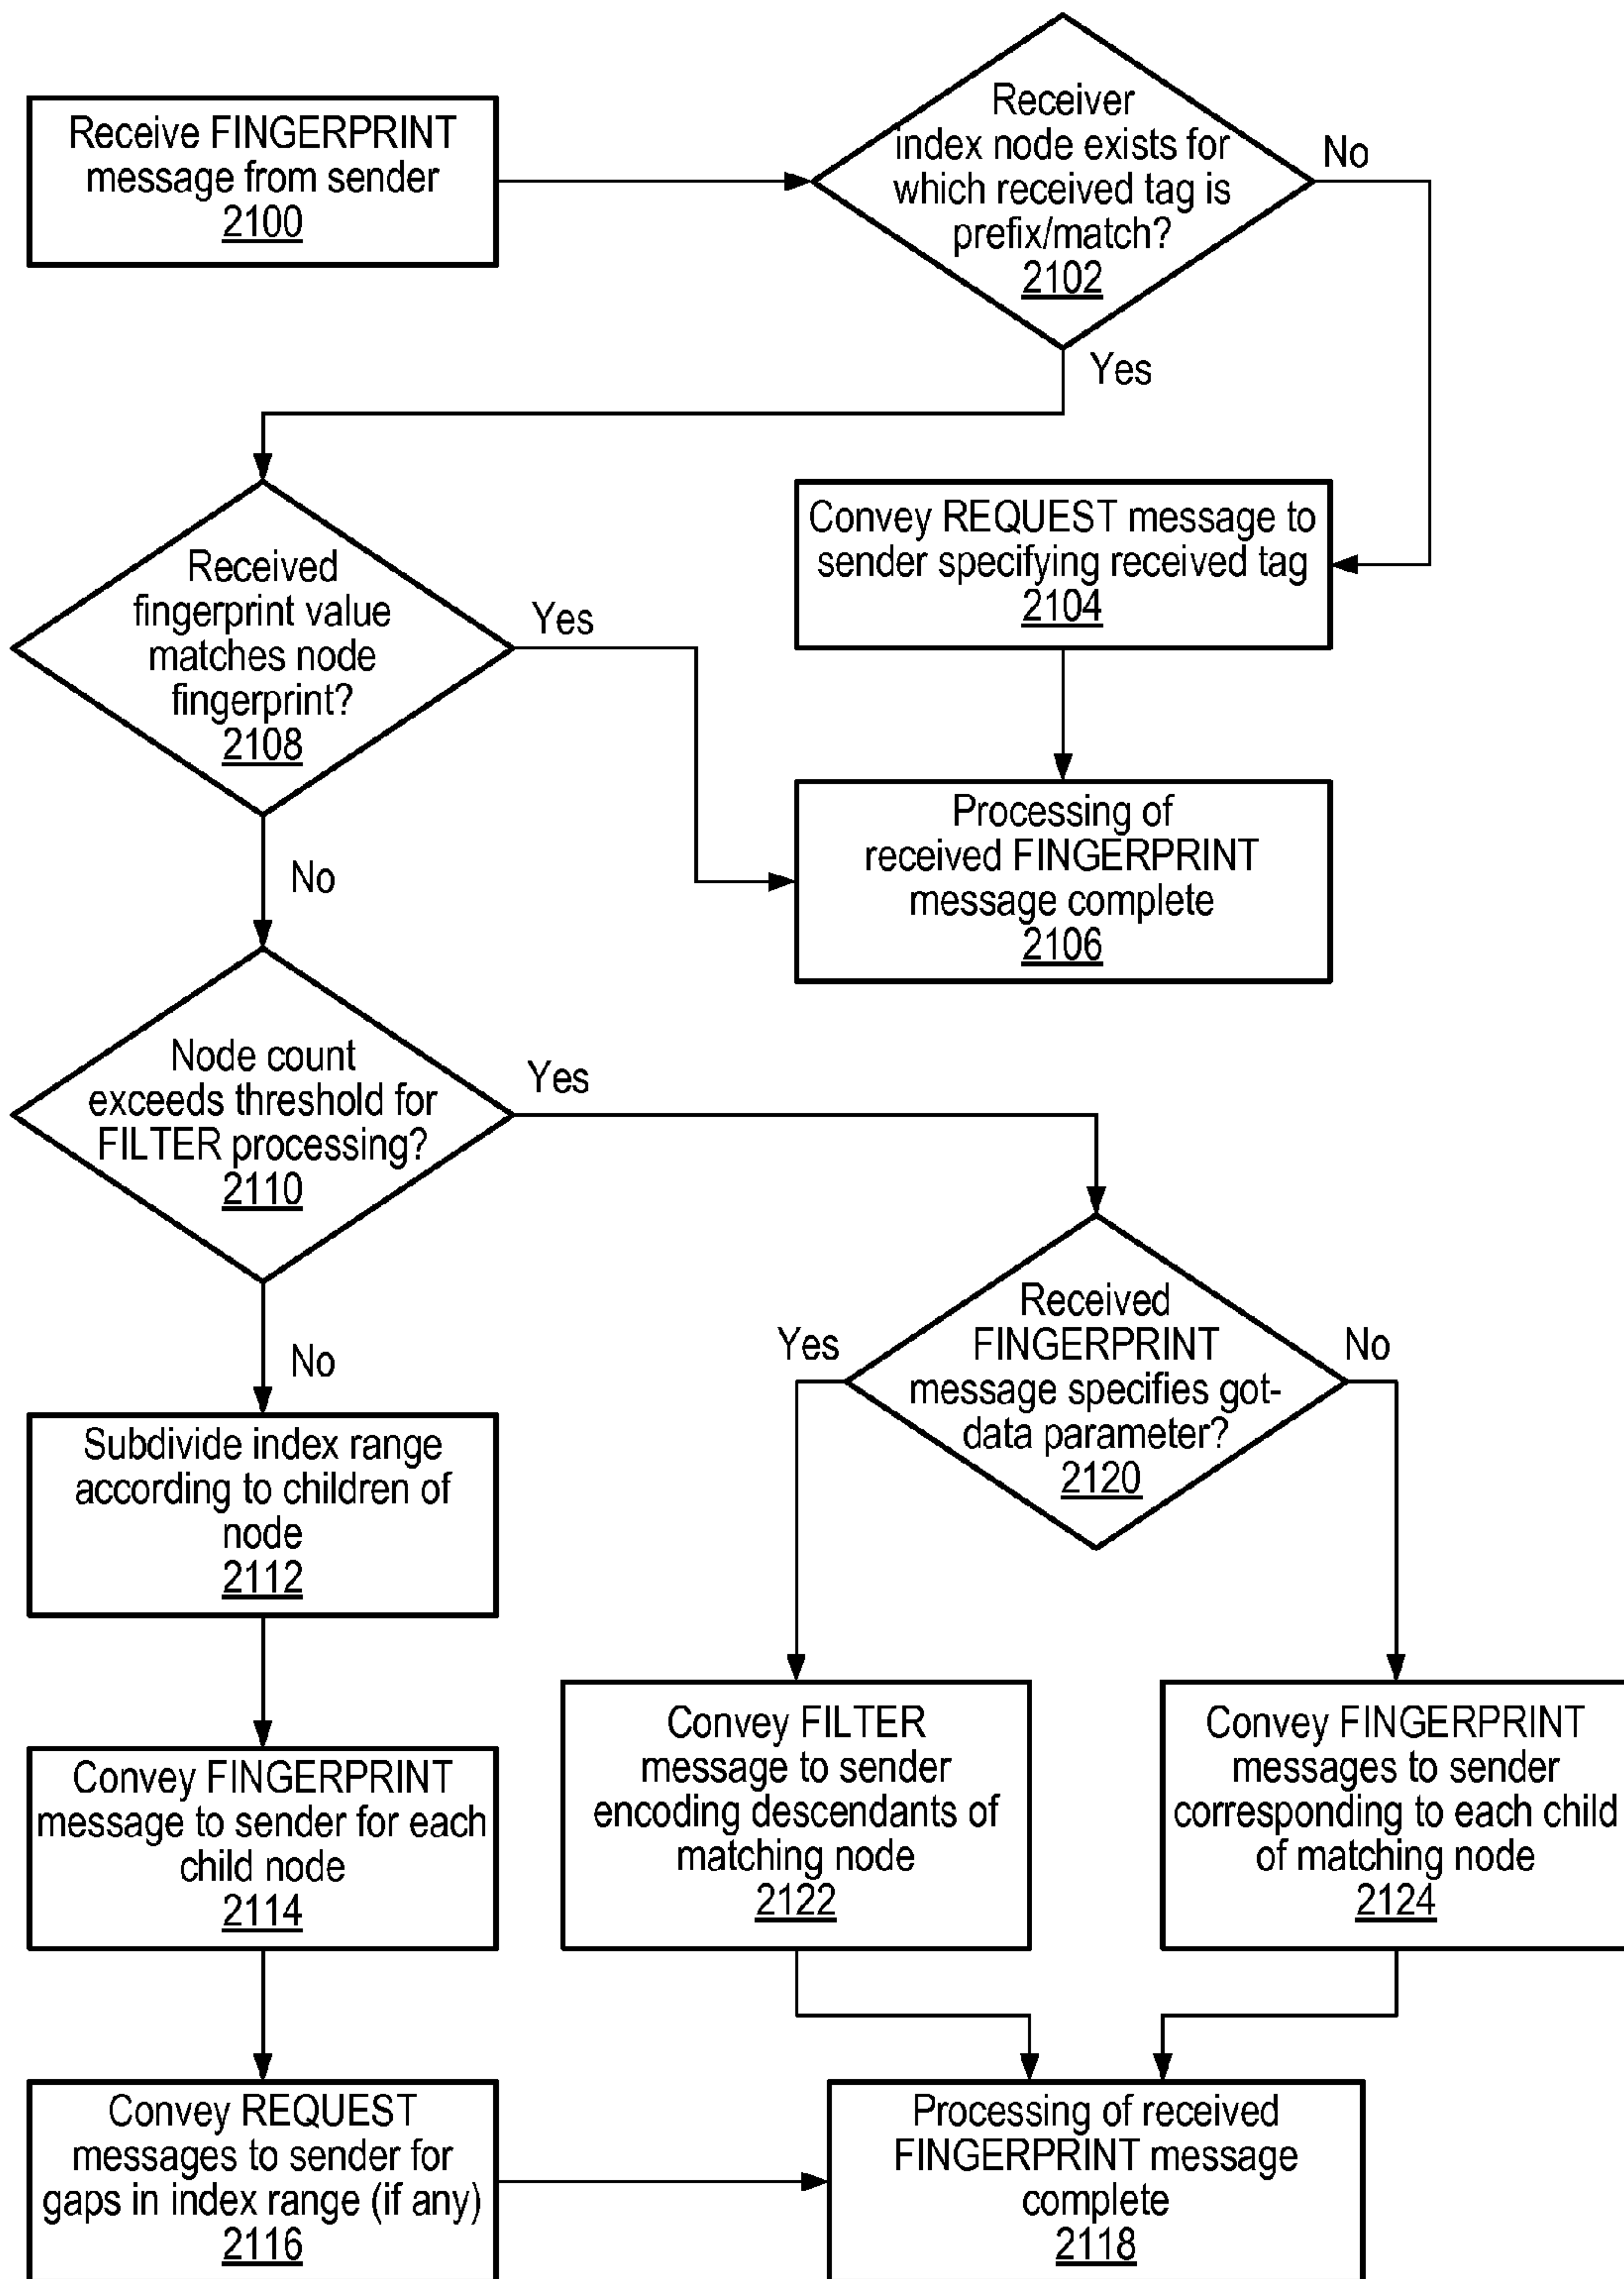 Receive FINGERPRINT
message from sender
2100
Receiver
index node exists for
which received tag is
prefix/match?
2102
No
Yes
Convey REQUEST message to
sender specifying received tag
2104
Received
fingerprint value
matches node
fingerprint?
2108
Yes
No
Processing of
received FINGERPRINT
message complete
2106
Node count
exceeds threshold for
FILTER processing?
2110
Yes
No
Received
FINGERPRINT
message specifies got-
data parameter?
2120
Yes
No
Subdivide index range
according to children of
node
2112
Convey FINGERPRINT
message to sender for each
child node
2114
Convey FILTER
message to sender
encoding descendants of
matching node
2122
Convey FINGERPRINT
messages to sender
corresponding to each child
of matching node
2124
Convey REQUEST
messages to sender for
gaps in index range (if any)
2116
Processing of received
FINGERPRINT message
complete
2118